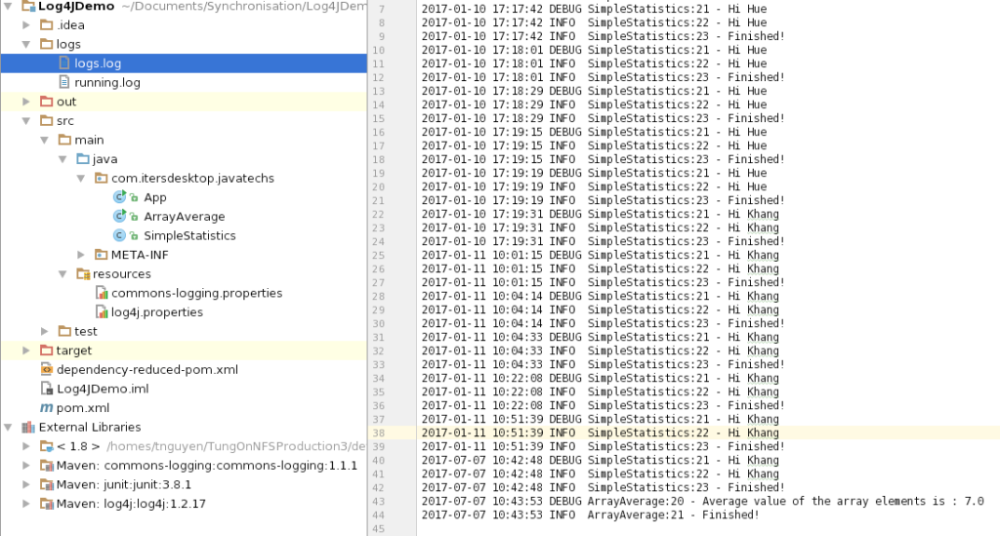 Log4JDemo ~/Documents/Synchronisation/Log4JDem
.idea
logs
logs.log
running.log
out
src
main
java
com.itersdesktop.javatechs
App
ArrayAverage
SimpleStatistics
META-INF
resources
commons-logging.properties
log4j.properties
test
target
dependency-reduced-pom.xml
Log4JDemo.iml
pom.xml
External Libraries
< 1.8 > /homes/tnguyen/TungOnNFSProduction3/de
Maven: commons-logging:commons-logging:1.1.1
Maven: junit:junit:3.8.1
Maven: log4j:log4j:1.2.17
7 2017-01-10 17:17:42 DEBUG SimpleStatistics:21 - Hi Hue
8 2017-01-10 17:17:42 INFO  SimpleStatistics:22 - Hi Hue
9 2017-01-10 17:17:42 INFO  SimpleStatistics:23 - Finished!
10 2017-01-10 17:18:01 DEBUG SimpleStatistics:21 - Hi Hue
11 2017-01-10 17:18:01 INFO  SimpleStatistics:22 - Hi Hue
12 2017-01-10 17:18:01 INFO  SimpleStatistics:23 - Finished!
13 2017-01-10 17:18:29 DEBUG SimpleStatistics:21 - Hi Hue
14 2017-01-10 17:18:29 INFO  SimpleStatistics:22 - Hi Hue
15 2017-01-10 17:18:29 INFO  SimpleStatistics:23 - Finished!
16 2017-01-10 17:19:15 DEBUG SimpleStatistics:21 - Hi Hue
17 2017-01-10 17:19:15 INFO  SimpleStatistics:22 - Hi Hue
18 2017-01-10 17:19:15 INFO  SimpleStatistics:23 - Finished!
19 2017-01-10 17:19:19 DEBUG SimpleStatistics:21 - Hi Hue
20 2017-01-10 17:19:19 INFO  SimpleStatistics:22 - Hi Hue
21 2017-01-10 17:19:19 INFO  SimpleStatistics:23 - Finished!
22 2017-01-10 17:19:31 DEBUG SimpleStatistics:21 - Hi Khang
23 2017-01-10 17:19:31 INFO  SimpleStatistics:22 - Hi Khang
24 2017-01-10 17:19:31 INFO  SimpleStatistics:23 - Finished!
25 2017-01-11 10:01:15 DEBUG SimpleStatistics:21 - Hi Khang
26 2017-01-11 10:01:15 INFO  SimpleStatistics:22 - Hi Khang
27 2017-01-11 10:01:15 INFO  SimpleStatistics:23 - Finished!
28 2017-01-11 10:04:14 DEBUG SimpleStatistics:21 - Hi Khang
29 2017-01-11 10:04:14 INFO  SimpleStatistics:22 - Hi Khang
30 2017-01-11 10:04:14 INFO  SimpleStatistics:23 - Finished!
31 2017-01-11 10:04:33 DEBUG SimpleStatistics:21 - Hi Khang
32 2017-01-11 10:04:33 INFO  SimpleStatistics:22 - Hi Khang
33 2017-01-11 10:04:33 INFO  SimpleStatistics:23 - Finished!
34 2017-01-11 10:22:08 DEBUG SimpleStatistics:21 - Hi Khang
35 2017-01-11 10:22:08 INFO  SimpleStatistics:22 - Hi Khang
36 2017-01-11 10:22:08 INFO  SimpleStatistics:23 - Finished!
37 2017-01-11 10:51:39 DEBUG SimpleStatistics:21 - Hi Khang
38 2017-01-11 10:51:39 INFO  SimpleStatistics:22 - Hi Khang
39 2017-01-11 10:51:39 INFO  SimpleStatistics:23 - Finished!
40 2017-07-07 10:42:48 DEBUG SimpleStatistics:21 - Hi Khang
41 2017-07-07 10:42:48 INFO  SimpleStatistics:22 - Hi Khang
42 2017-07-07 10:42:48 INFO  SimpleStatistics:23 - Finished!
43 2017-07-07 10:43:53 DEBUG ArrayAverage:20 - Average value of the array elements is : 7.0
44 2017-07-07 10:43:53 INFO  ArrayAverage:21 - Finished!
45